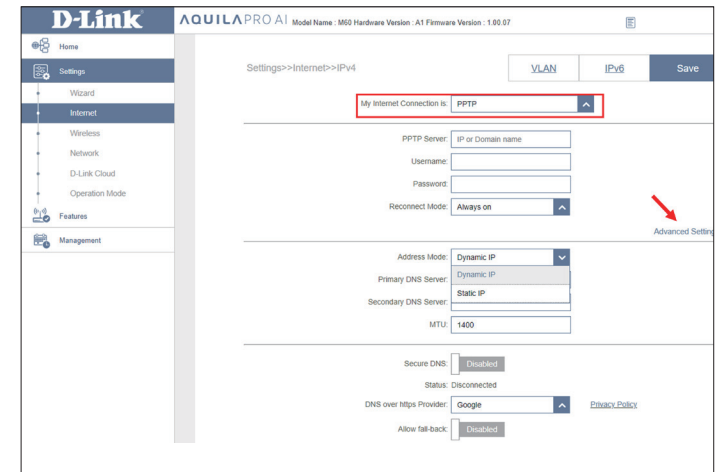 D-Link
AQUILA PRO AI Model Name : M60 Hardware Version : A1 Firmware Version : 1.00.07
Home
Settings
Wizard
Internet
Wireless
Network
D-Link Cloud
Operation Mode
Features
Management
Settings>>Internet>>IPv4
VLAN
IPv6
Save
My Internet Connection is: PPTP
PPTP Server: IP or Domain name
Username:
Password:
Reconnect Mode: Always on
Advanced Setting
Address Mode: Dynamic IP
Dynamic IP
Primary DNS Server:
Static IP
Secondary DNS Server:
MTU: 1400
Secure DNS: Disabled
Status: Disconnected
DNS over https Provider: Google Privacy Policy
Allow fall-back: Disabled